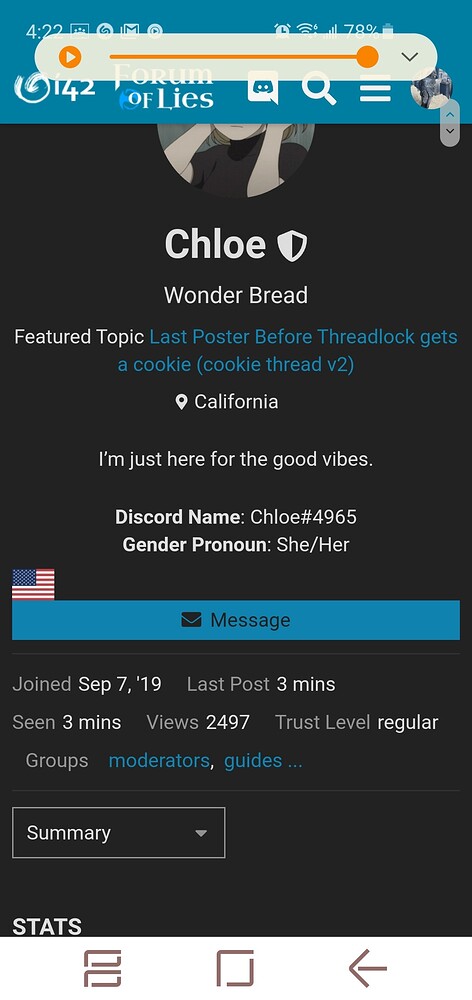 4:22 78%
i42 FORUM OF LIES
Chloe
Wonder Bread
Featured Topic Last Poster Before Threadlock gets
a cookie (cookie thread v2)
California
I’m just here for the good vibes.
Discord Name: Chloe#4965
Gender Pronoun: She/Her
Message
Joined Sep 7, '19 Last Post 3 mins
Seen 3 mins Views 2497 Trust Level regular
Groups moderators, guides ...
Summary
STATS